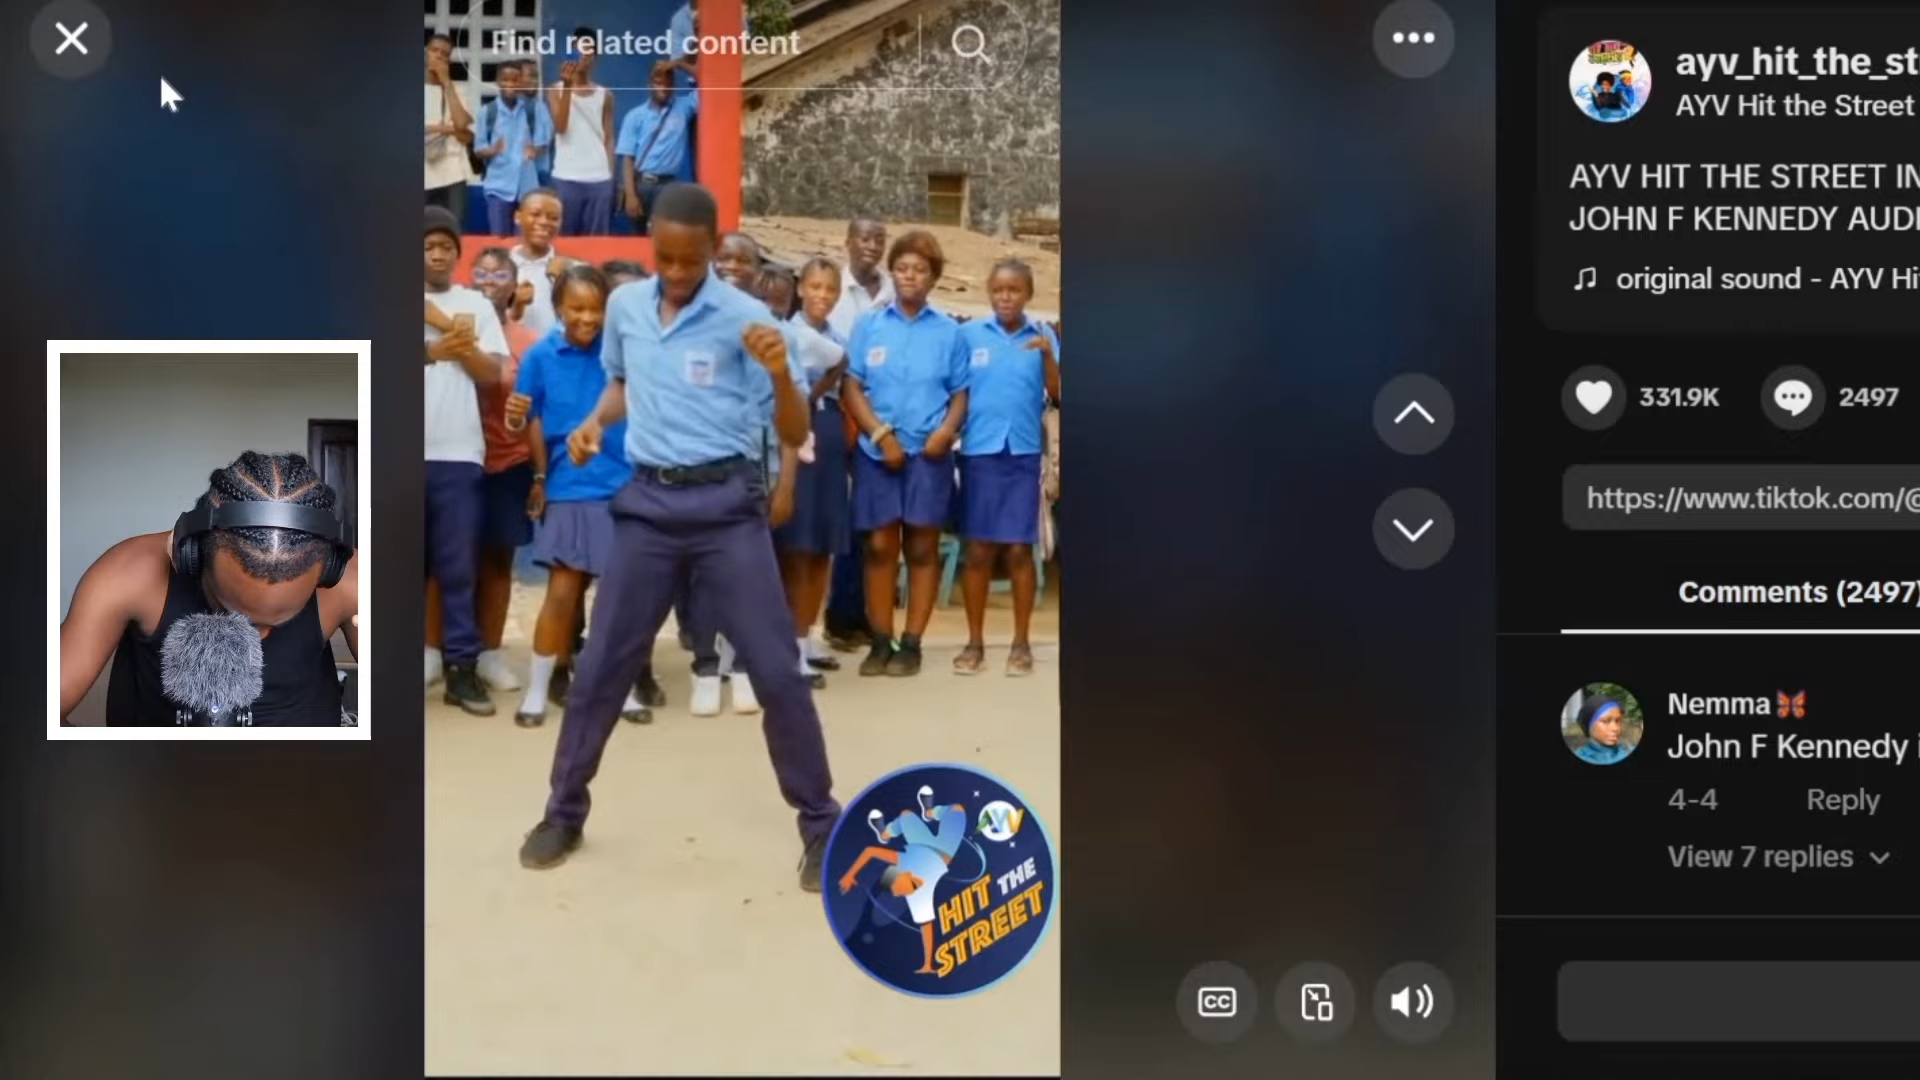 Find related content
ayv_hit_the_st
AYV Hit the Street
AYV HIT THE STREET IN
JOHN F KENNEDY AUDI
original sound - AYV Hi
331.9K
2497
https://www.tiktok.com/@
Comments (2497)
Nemma
John F Kennedy i
4-4
Reply
View 7 replies
AYV
HIT THE
STREET
CC